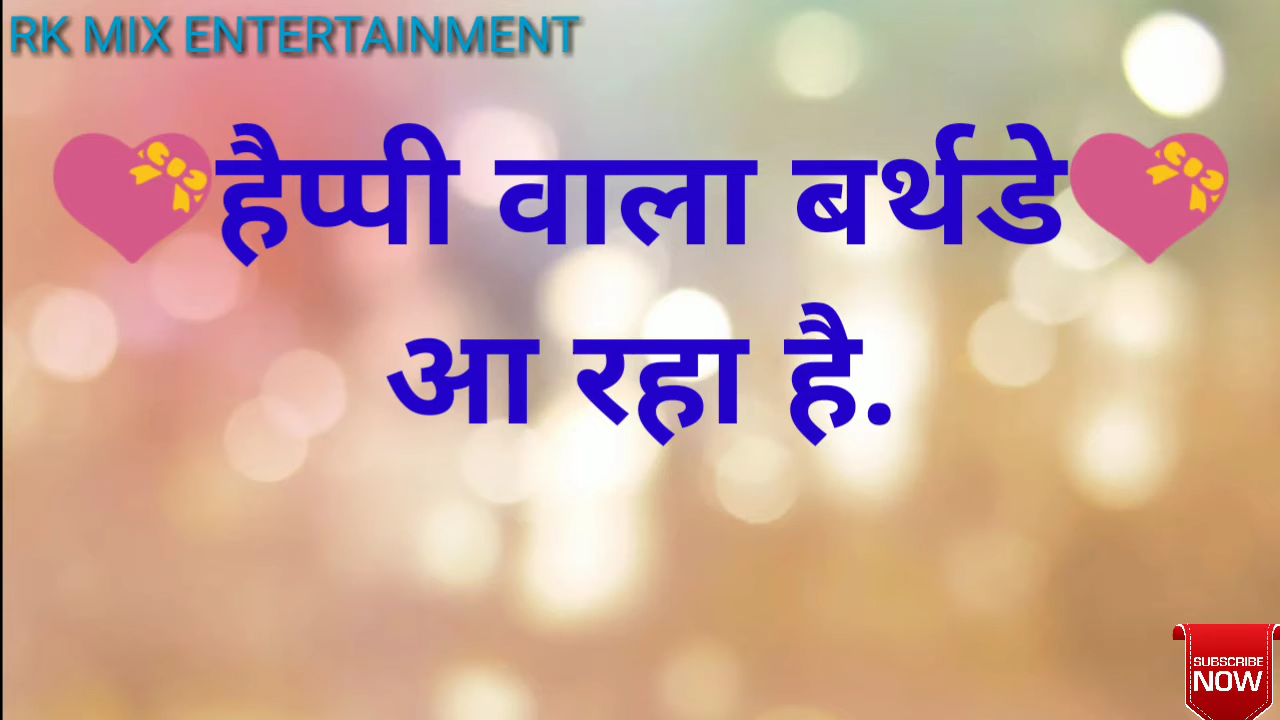 RK MIX ENTERTAINMENT
💝हैप्पी वाला बर्थडे💝
आ रहा है.
SUBSCRIBE
NOW